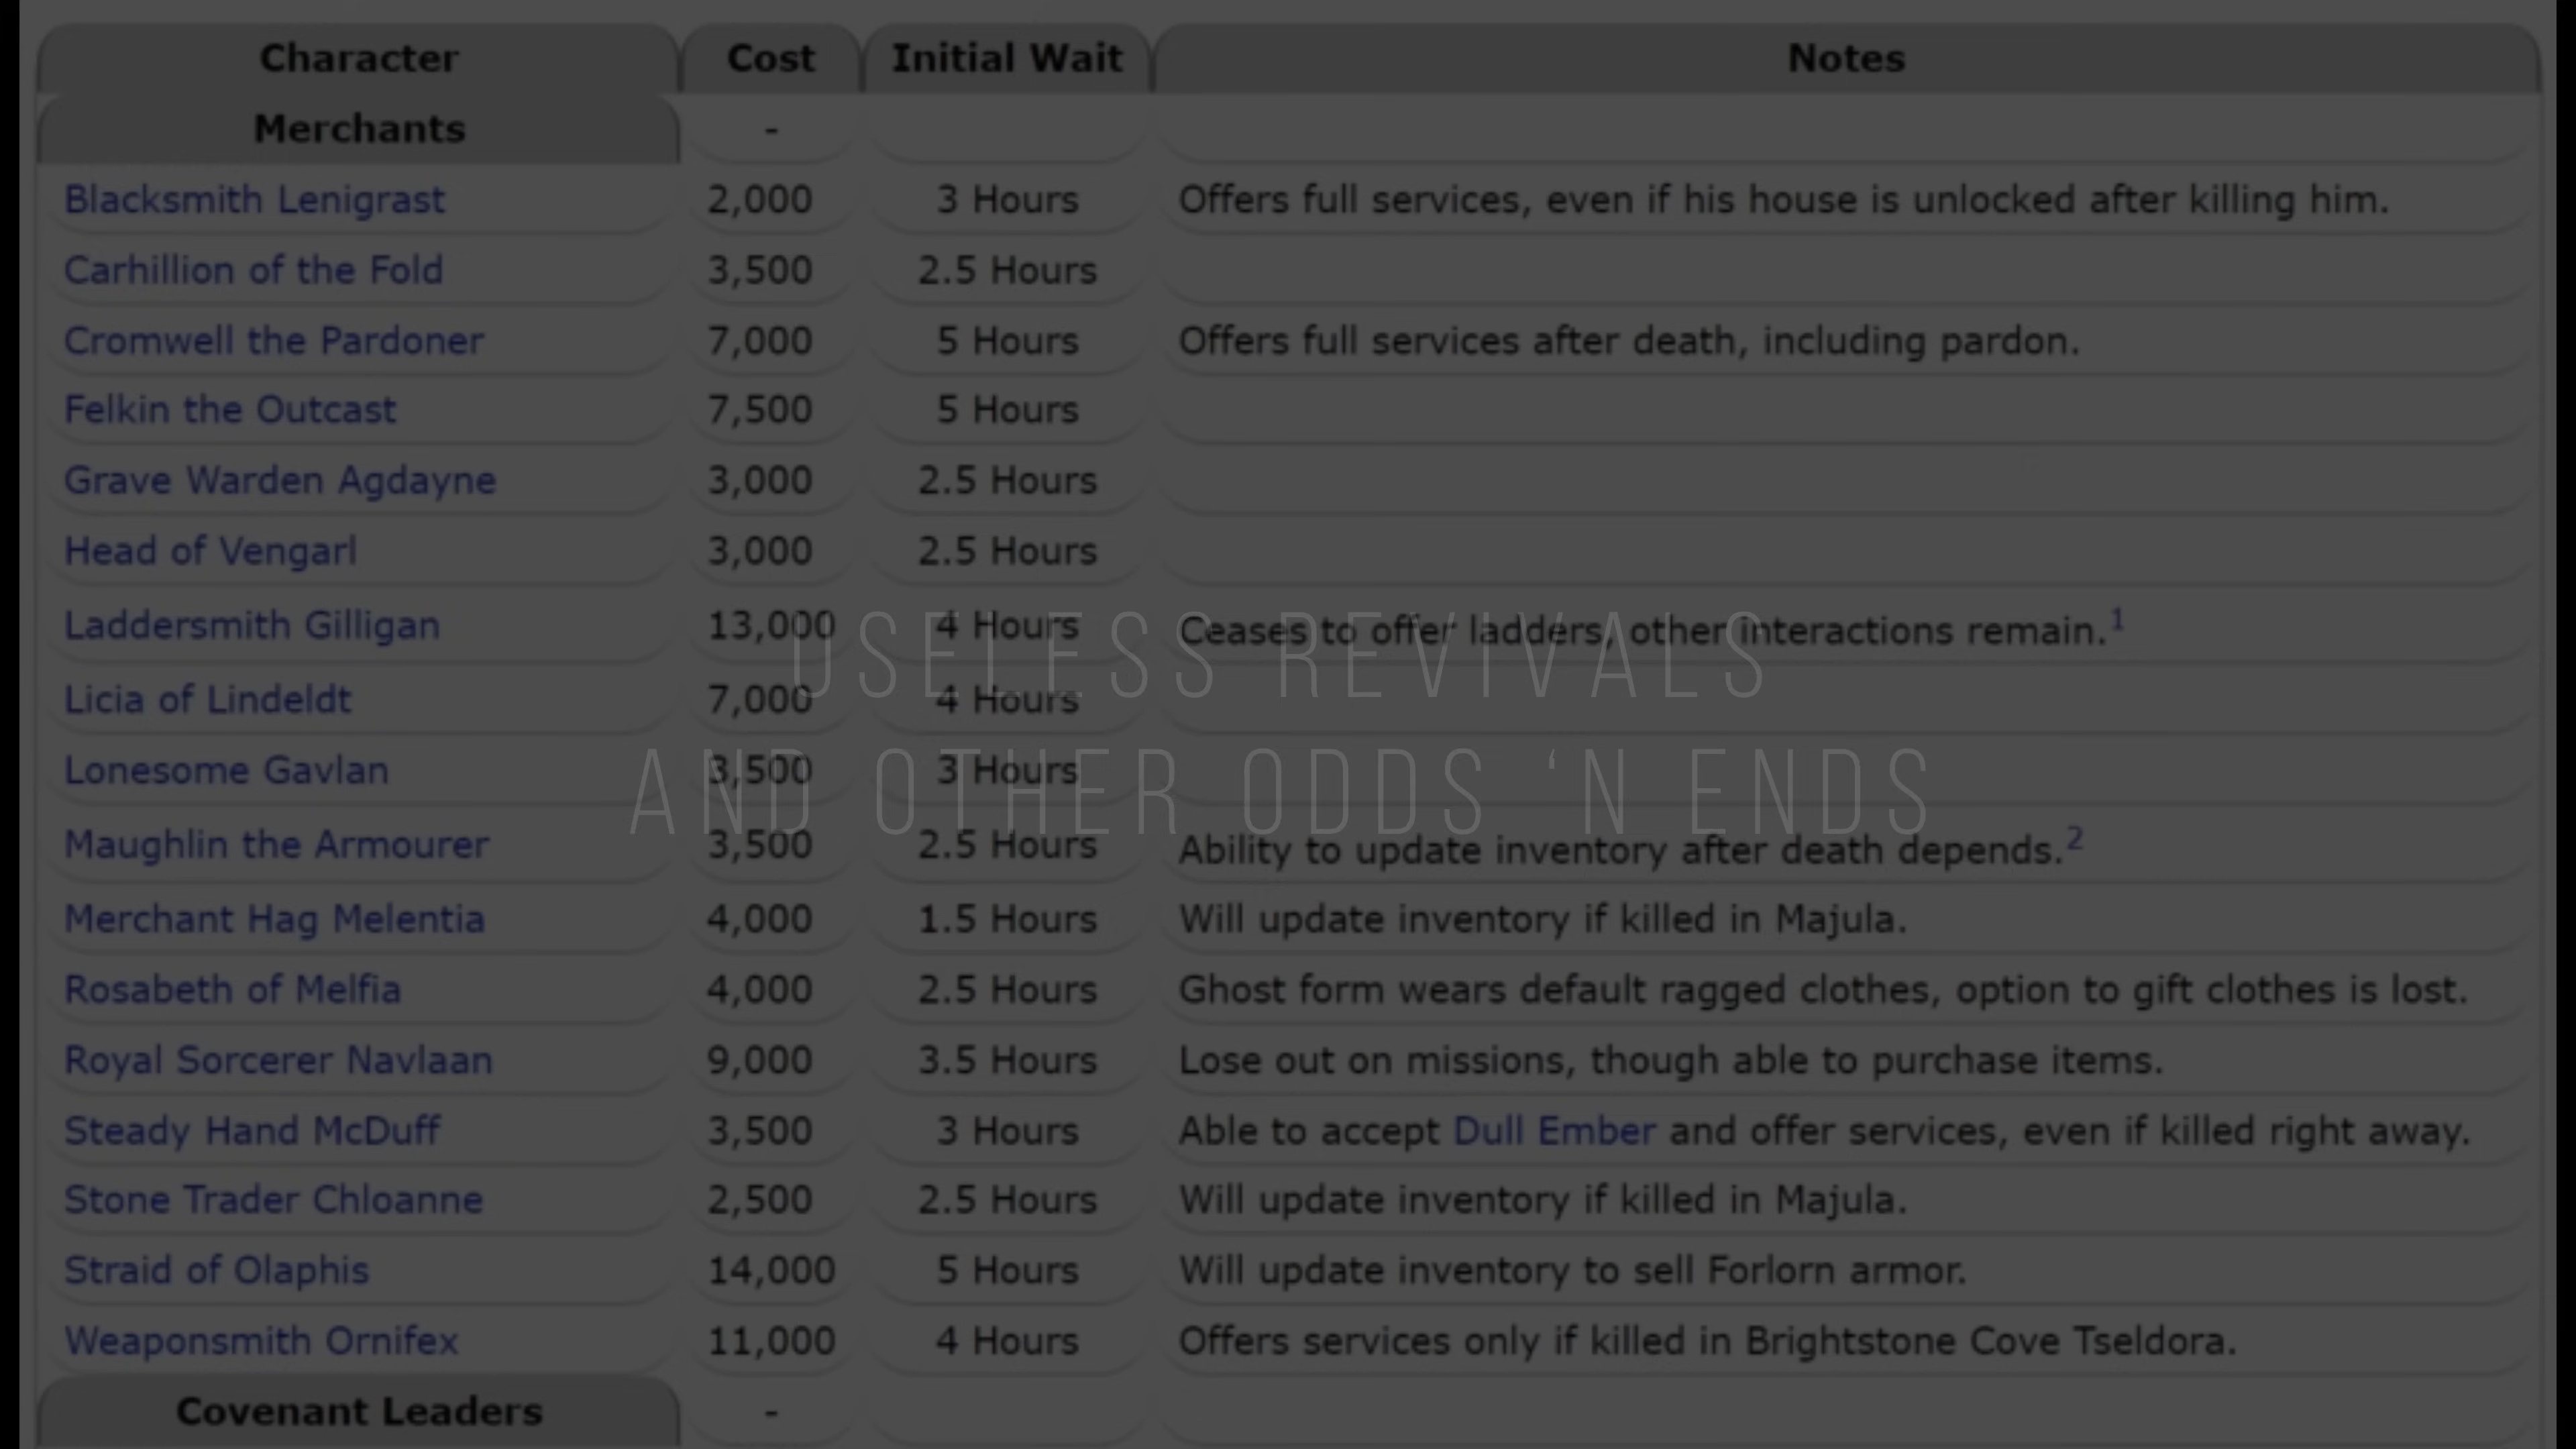 Character Cost Initial Wait Notes
Merchants -
Blacksmith Lenigrast 2,000 3 Hours Offers full services, even if his house is unlocked after killing him.
Carhillion of the Fold 3,500 2.5 Hours
Cromwell the Pardoner 7,000 5 Hours Offers full services after death, including pardon.
Felkin the Outcast 7,500 5 Hours
Grave Warden Agdayne 3,000 2.5 Hours
Head of Vengarl 3,000 2.5 Hours
Laddersmith Gilligan 13,000 4 Hours Ceases to offer ladders, other interactions remain.1
USELESS REVIVALS
Licia of Lindeldt 7,000 4 Hours
Lonesome Gavlan 3,500 3 Hours
AND OTHER ODDS ‘N ENDS
Maughlin the Armourer 3,500 2.5 Hours Ability to update inventory after death depends.2
Merchant Hag Melentia 4,000 1.5 Hours Will update inventory if killed in Majula.
Rosabeth of Melfia 4,000 2.5 Hours Ghost form wears default ragged clothes, option to gift clothes is lost.
Royal Sorcerer Navlaan 9,000 3.5 Hours Lose out on missions, though able to purchase items.
Steady Hand McDuff 3,500 3 Hours Able to accept Dull Ember and offer services, even if killed right away.
Stone Trader Chloanne 2,500 2.5 Hours Will update inventory if killed in Majula.
Straid of Olaphis 14,000 5 Hours Will update inventory to sell Forlorn armor.
Weaponsmith Ornifex 11,000 4 Hours Offers services only if killed in Brightstone Cove Tseldora.
Covenant Leaders -